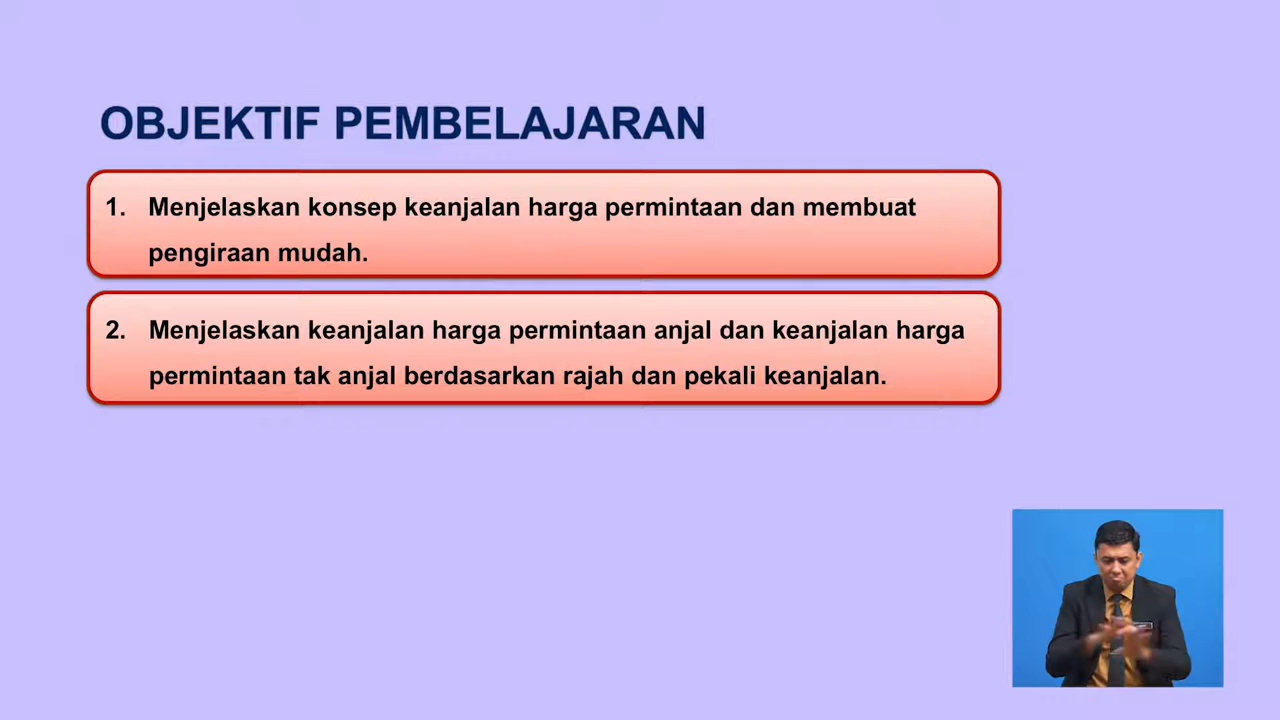 OBJEKTIF PEMBELAJARAN
1. Menjelaskan konsep keanjalan harga permintaan dan membuat
pengiraan mudah.
2. Menjelaskan keanjalan harga permintaan anjal dan keanjalan harga
permintaan tak anjal berdasarkan rajah dan pekali keanjalan.